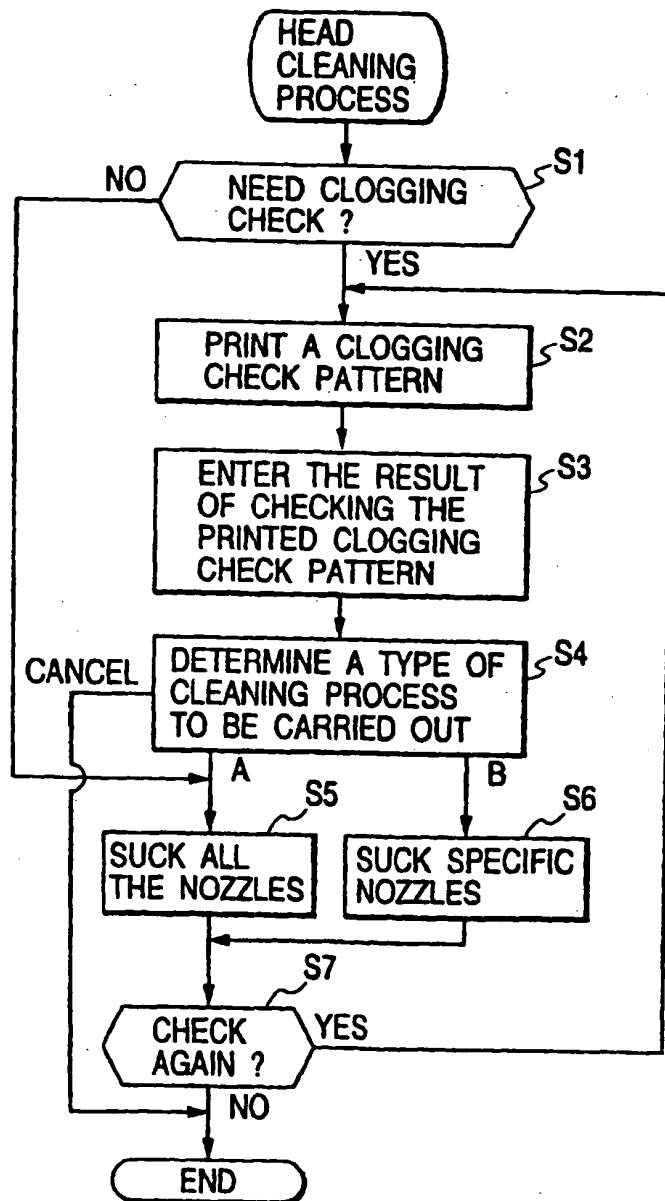 HEAD
CLEANING
PROCESS
S1
NO
NEED CLOGGING
CHECK ?
YES
S2
PRINT A CLOGGING
CHECK PATTERN
S3
ENTER THE RESULT
OF CHECKING THE
PRINTED CLOGGING
CHECK PATTERN
S4
CANCEL
DETERMINE A TYPE OF
CLEANING PROCESS
TO BE CARRIED OUT
A
B
S5
S6
SUCK ALL
THE NOZZLES
SUCK SPECIFIC
NOZZLES
S7
CHECK
AGAIN ?
YES
NO
END